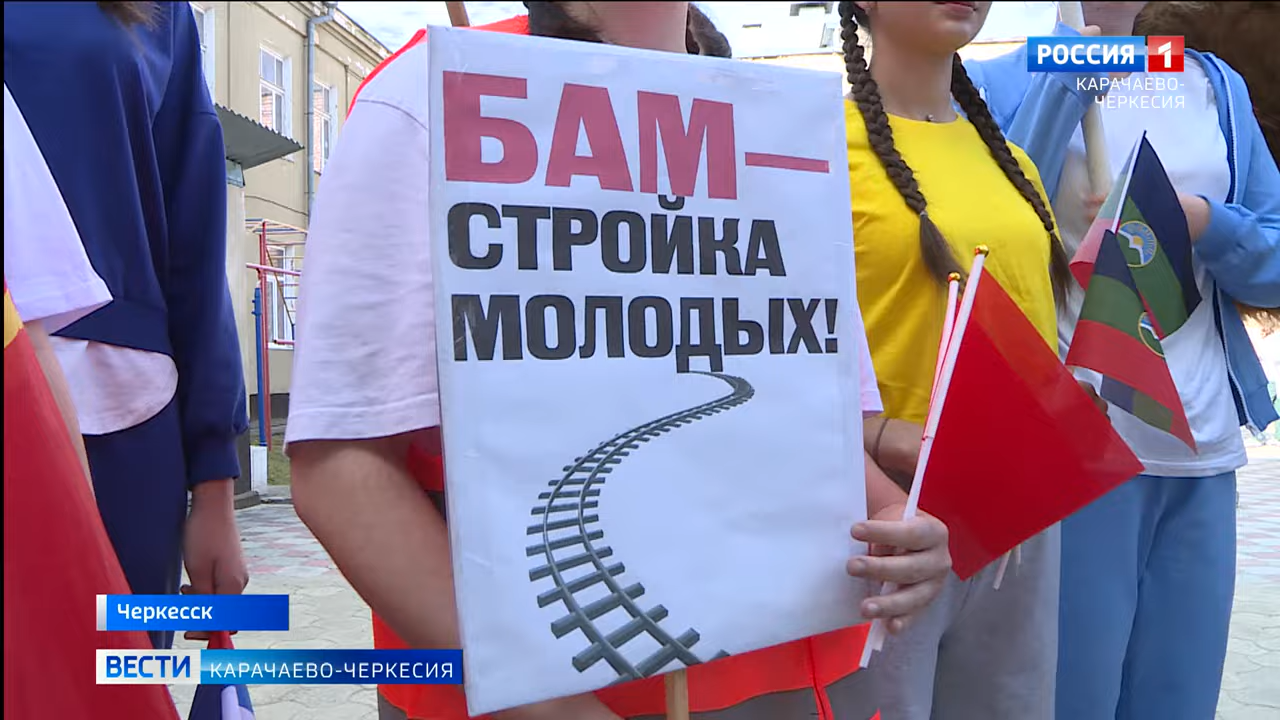 РОССИЯ 1
КАРАЧАЕВО-
ЧЕРКЕСИЯ
БАМ—
СТРОЙКА
МОЛОДЫХ!
Черкесск
ВЕСТИ КАРАЧАЕВО-ЧЕРКЕСИЯ